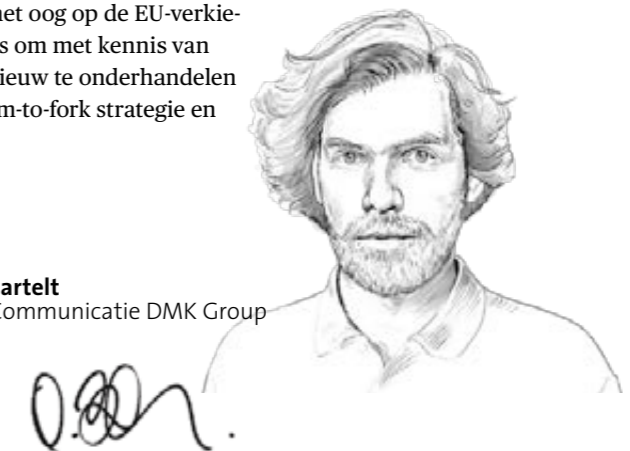 net oog op de EU-verkie-
s om met kennis van
ieuw te onderhandelen
m-to-fork strategie en
artelt
Communicatie DMK Group